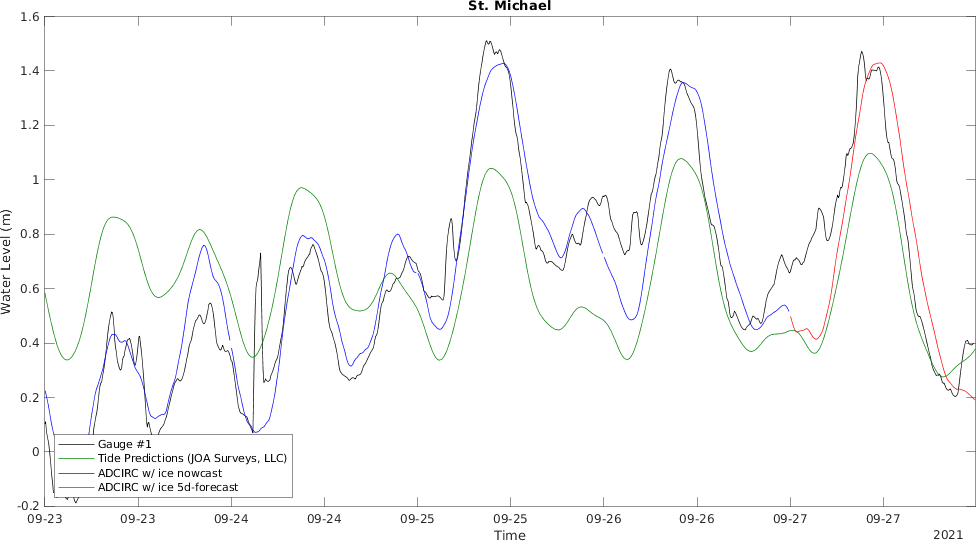 St. Michael
1.6
1.4
1.2
1
0.8
0.6
0.4
0.2
0
-0.2
Water Level (m)
Gauge #1
Tide Predictions (JOA Surveys, LLC)
ADCIRC w/ ice nowcast
ADCIRC w/ ice 5d-forecast
09-23 09-23 09-24 09-24 09-25 09-25 09-26 09-26 09-27 09-27
Time
2021